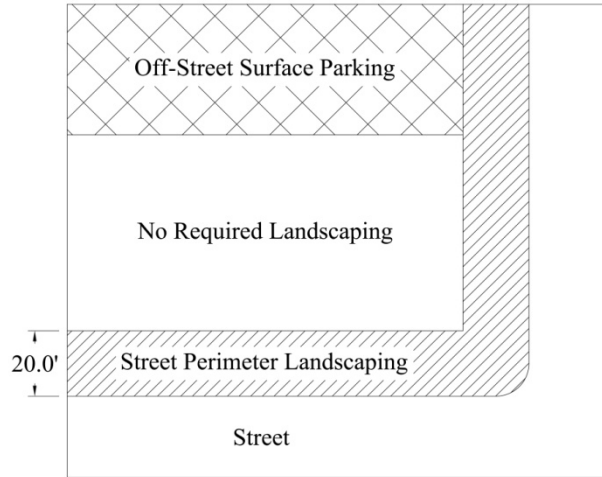 Off-Street Surface Parking
No Required Landscaping
20.0'
Street Perimeter Landscaping
Street